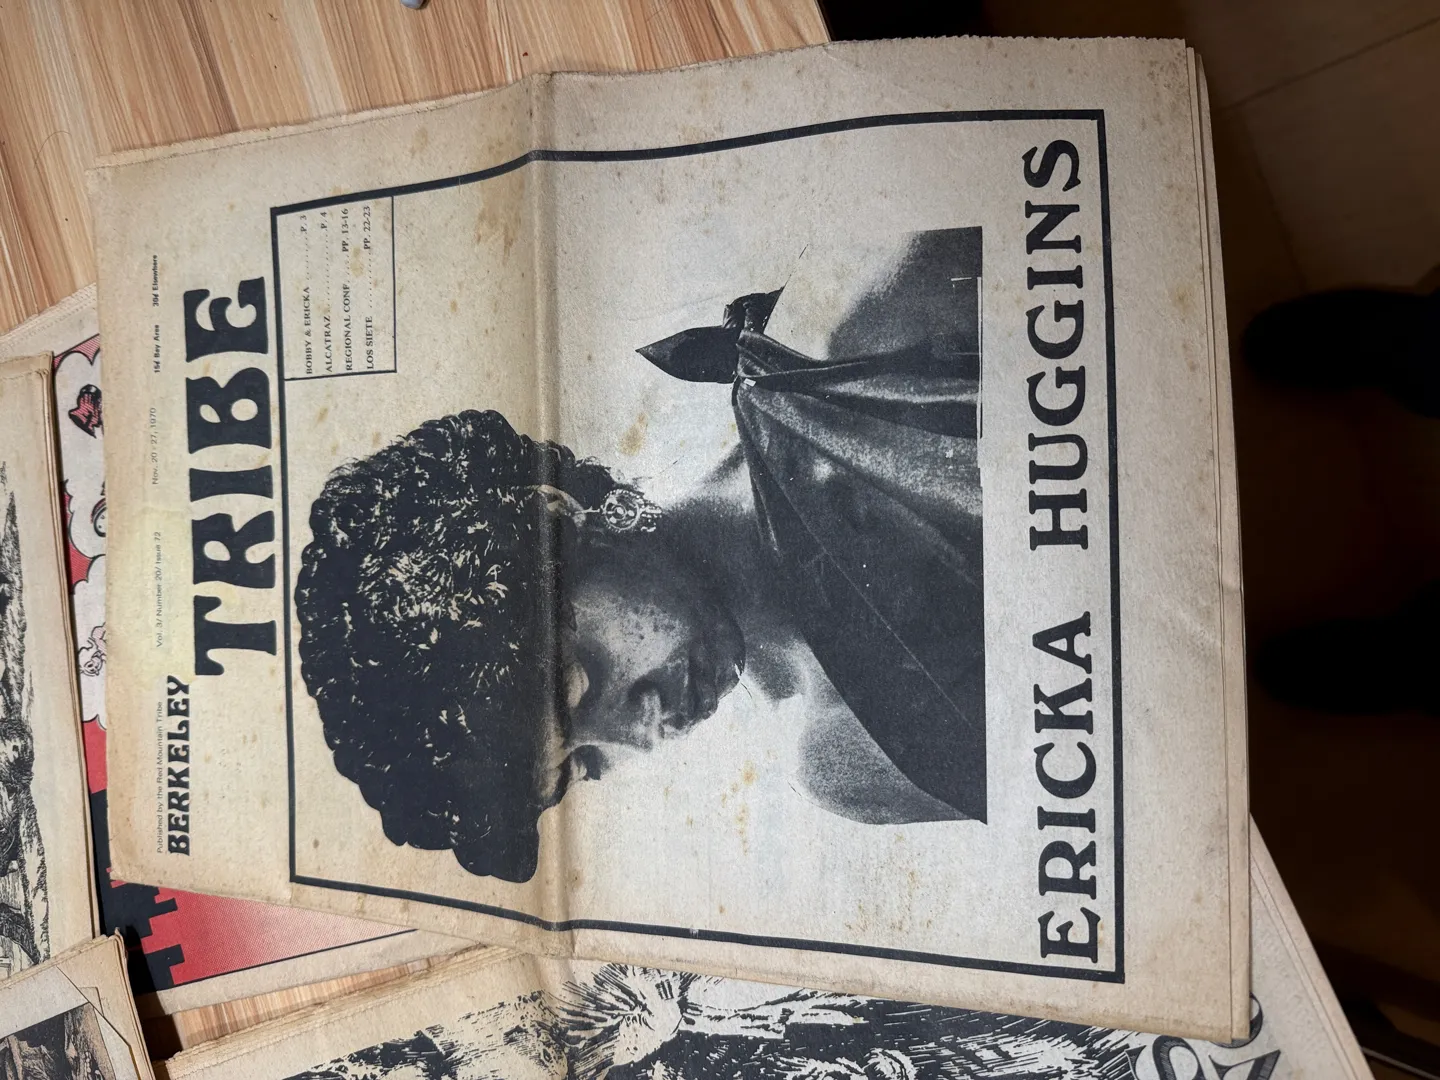 Published by the Red Mountain Tribe Vol. 3/ Number 20/ Issue 72 Nov. 20 - 27, 1970 15¢ Bay Area 30¢ Elsewhere
BERKELEY
TRIBE
BOBBY & ERICKA ........P. 3
ALCATRAZ...............P. 4
REGIONAL CONF.....PP. 13-16
LOS SIETE .........PP. 22-23
ERICKA HUGGINS